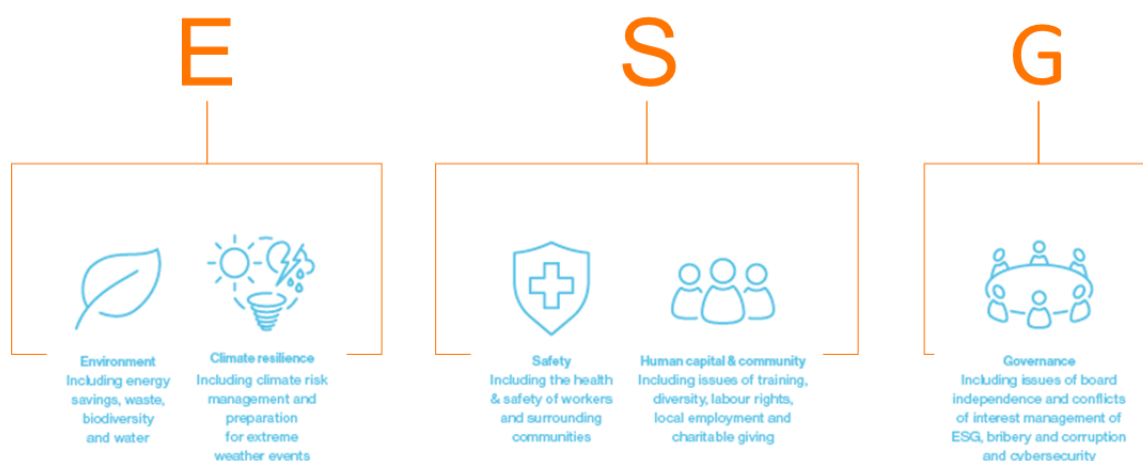 E
S
G
Environment
Including energy
savings, waste,
biodiversity
and water
Climate resilience
Including climate risk
management and
preparation
for extreme
weather events
Safety
Including the health
& safety of workers
and surrounding
communities
Human capital & community
Including issues of training,
diversity, labour rights,
local employment and
charitable giving
Governance
Including issues of board
independence and conflicts
of interest management of
ESG, bribery and corruption
and cybersecurity